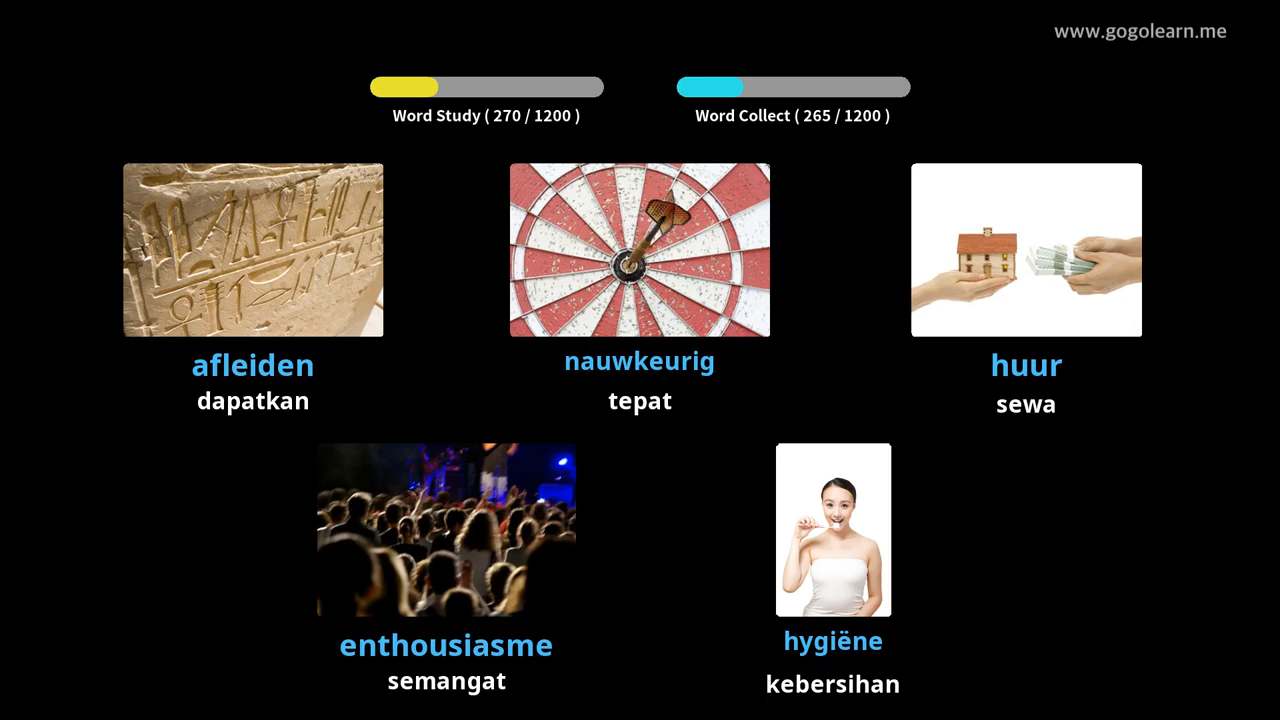 www.gogolearn.me
Word Study ( 270 / 1200 )
Word Collect ( 265 / 1200 )
afleiden
dapatkan
nauwkeurig
tepat
huur
sewa
enthousiasme
semangat
hygiëne
kebersihan